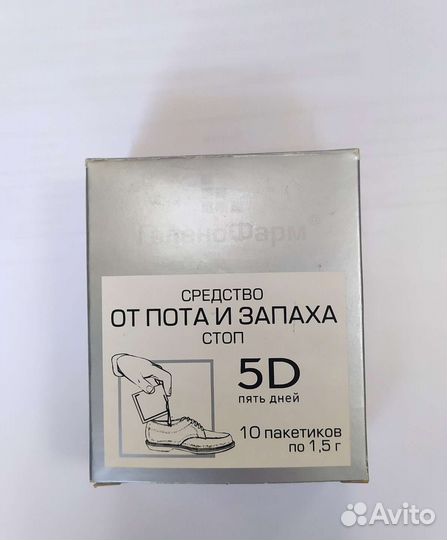 ГаленоФарм®
СРЕДСТВО
ОТ ПОТА И ЗАПАХА
СТОП
5D
пять дней
10 пакетиков
по 1,5 г
Avito